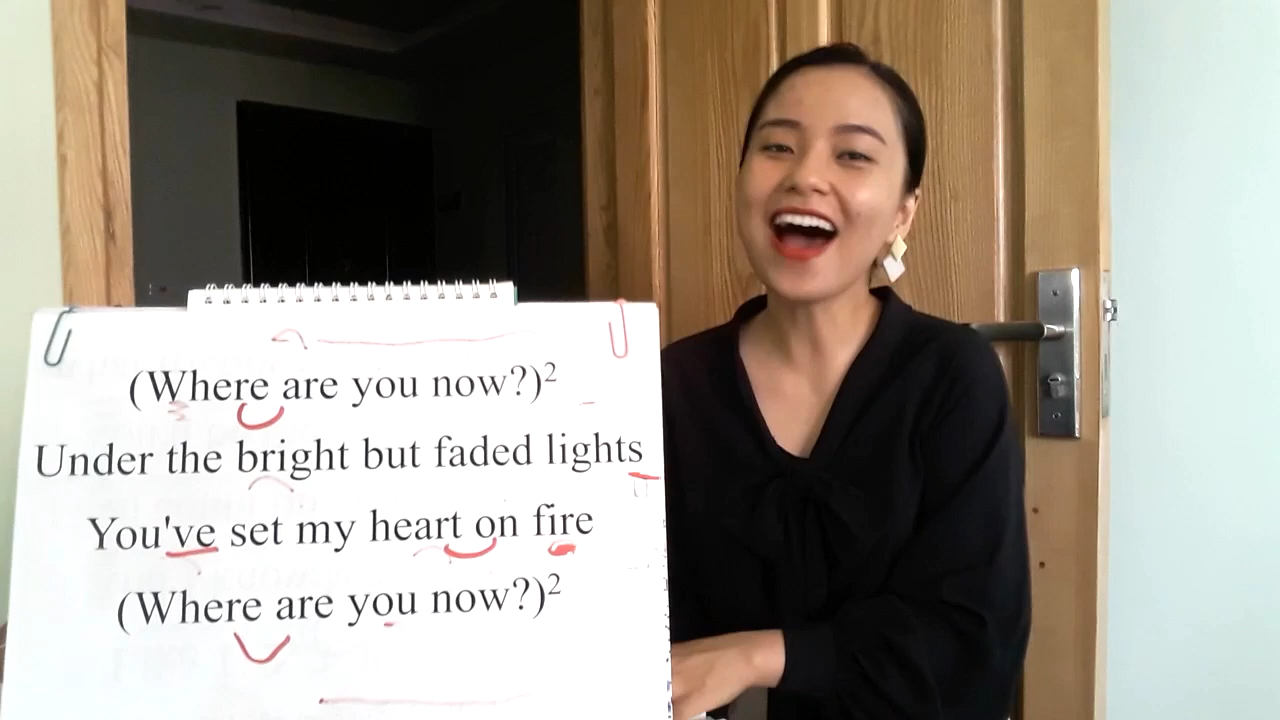 (Where are you now?)²
Under the bright but faded lights
You've set my heart on fire
(Where are you now?)²